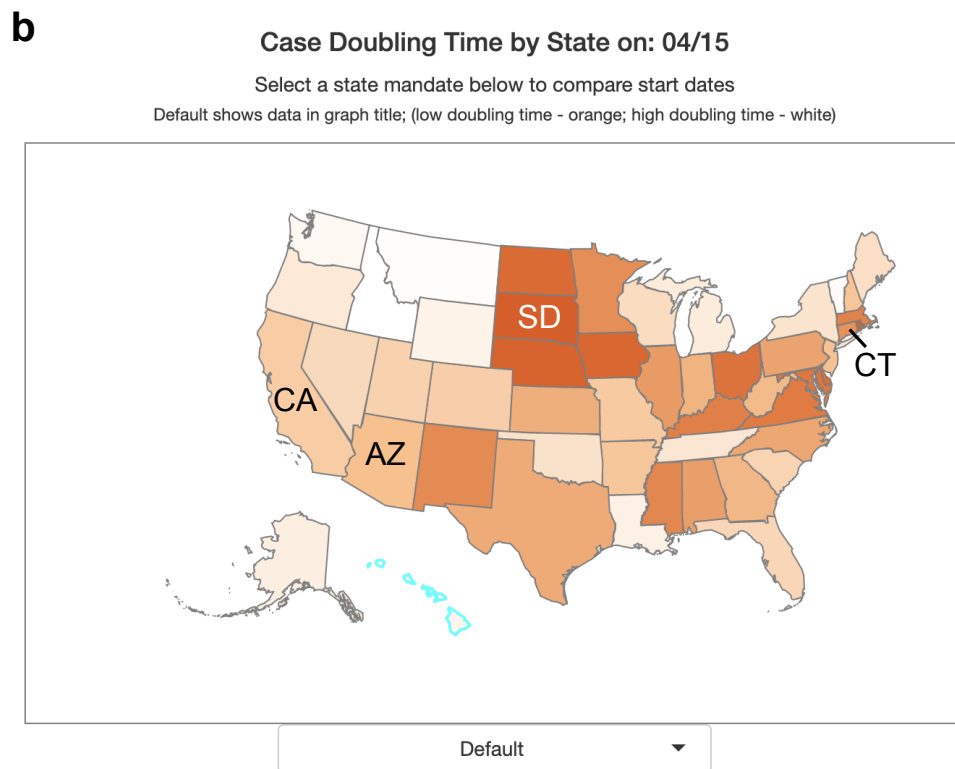 b
Case Doubling Time by State on: 04/15
Select a state mandate below to compare start dates
Default shows data in graph title; (low doubling time - orange; high doubling time - white)
SD
CT
CA
AZ
Default